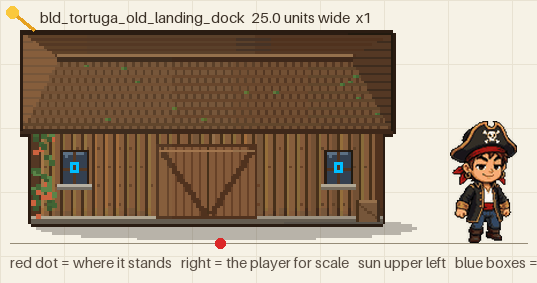 bld_tortuga_old_landing_dock 25.0 units wide x1
red dot = where it stands right = the player for scale sun upper left blue boxes =